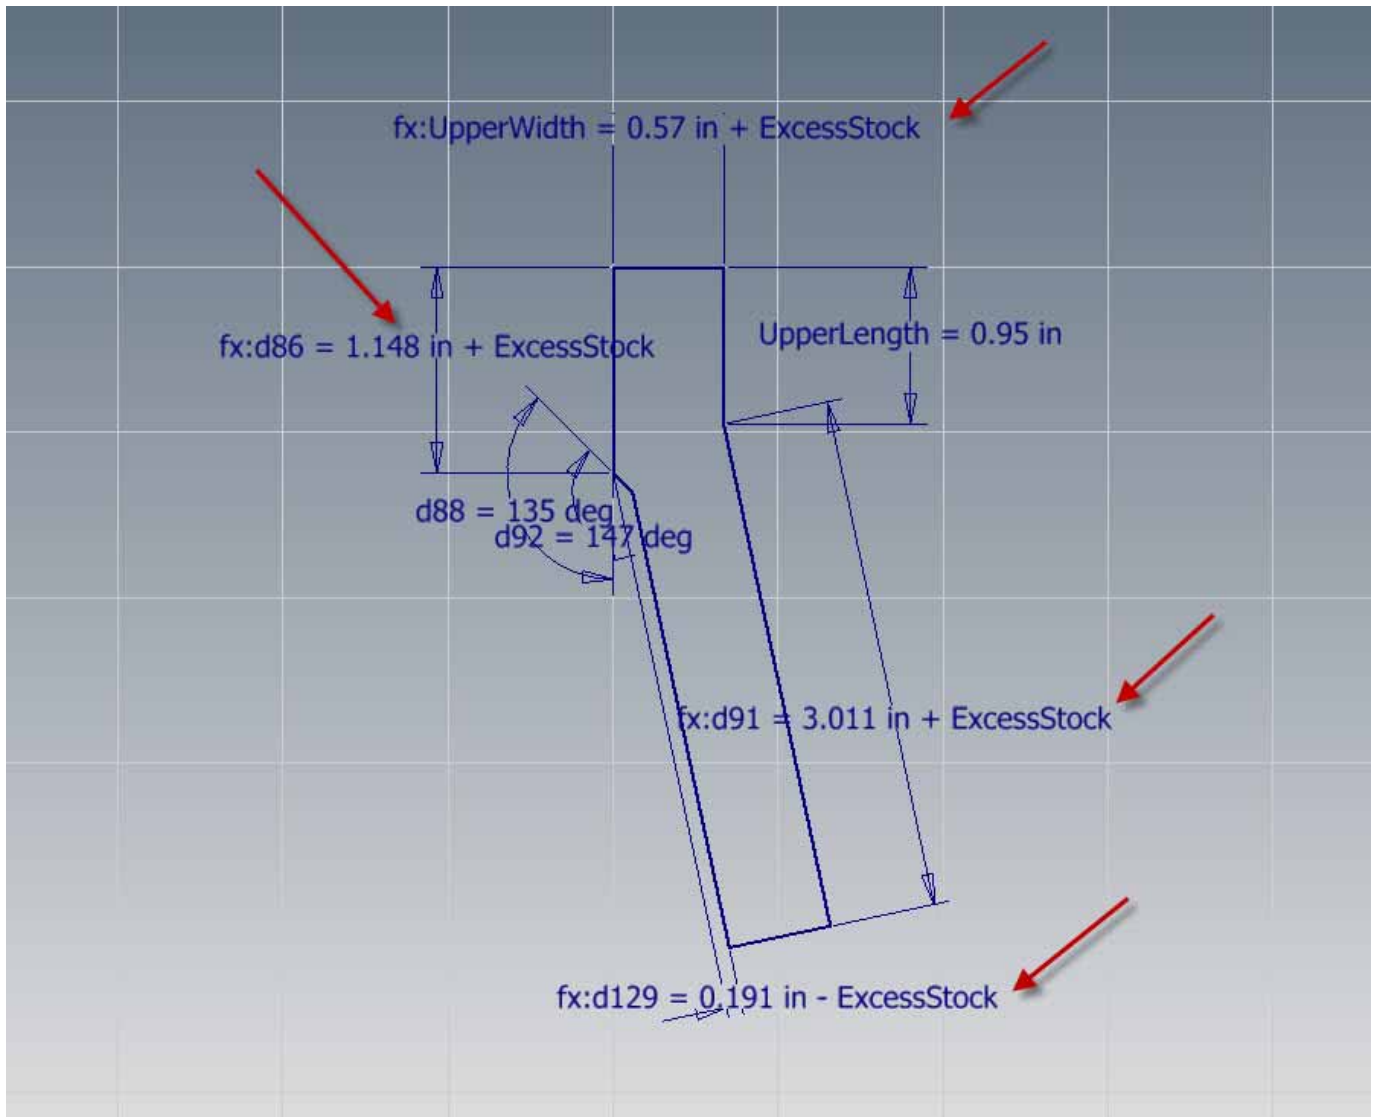 fx:UpperWidth = 0.57 in + ExcessStock
UpperLength = 0.95 in
fx:d86 = 1.148 in + ExcessStock
d88 = 135 deg
d92 = 147 deg
fx:d91 = 3.011 in + ExcessStock
fx:d129 = 0.191 in - ExcessStock